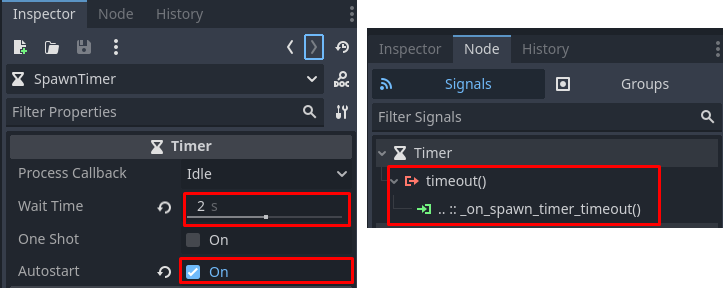 Inspector Node History
SpawnTimer
DOC
Filter Properties
Timer
Process Callback Idle
Wait Time 2 s
One Shot On
Autostart On
Inspector Node History
Signals Groups
Filter Signals
Timer
timeout()
.. :: _on_spawn_timer_timeout()